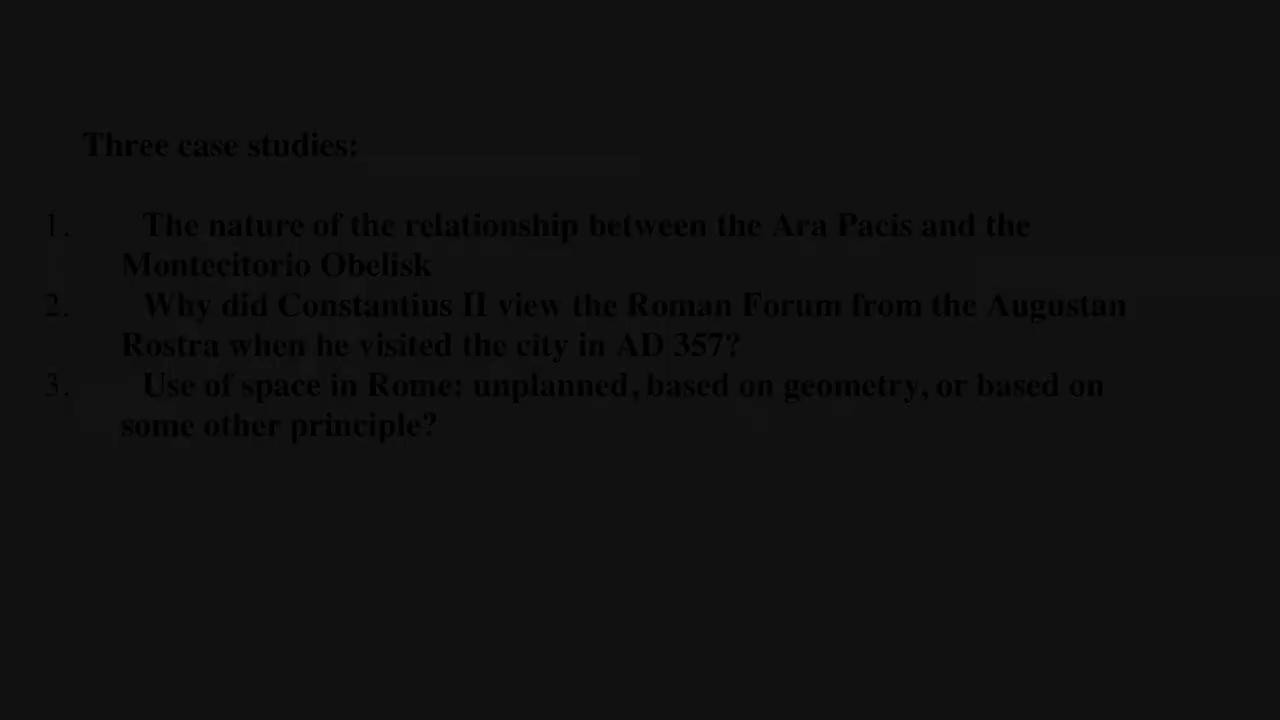 Three case studies:
1. The nature of the relationship between the Ara Pacis and the
Montecitorio Obelisk
2. Why did Constantius II view the Roman Forum from the Augustan
Rostra when he visited the city in AD 357?
3. Use of space in Rome: unplanned, based on geometry, or based on
some other principle?